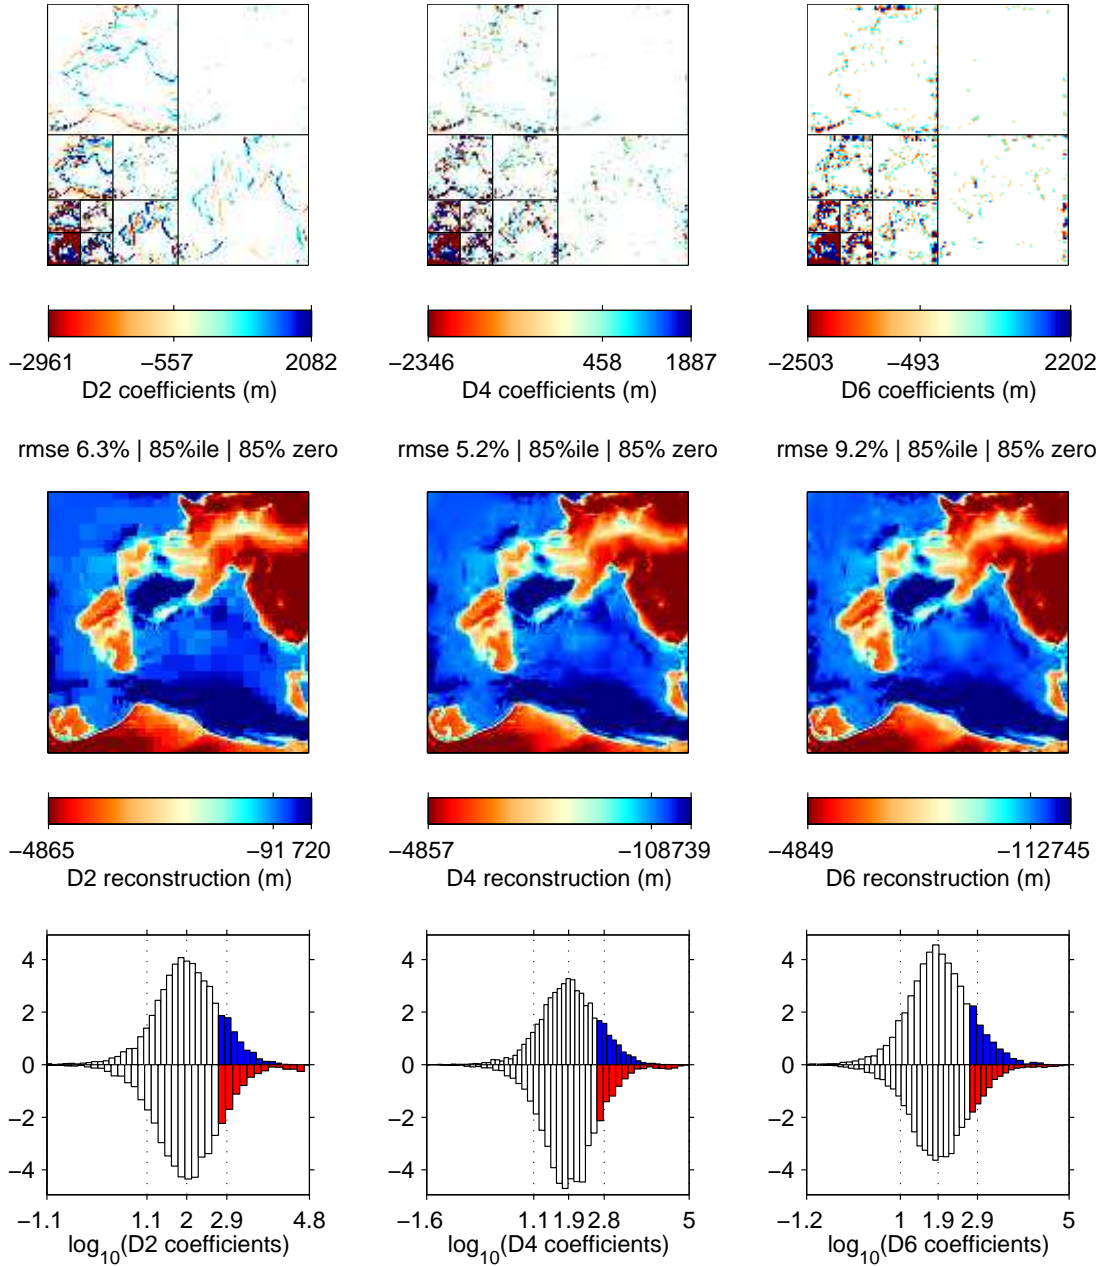 −2961 −557 2082 −2346 458 1887 −2503 −493 2202
D2 coefficients (m) D4 coefficients (m) D6 coefficients (m)
rmse 6.3% | 85%ile | 85% zero rmse 5.2% | 85%ile | 85% zero rmse 9.2% | 85%ile | 85% zero
−4865 −91 720 −4857 −108739 −4849 −112745
D2 reconstruction (m) D4 reconstruction (m) D6 reconstruction (m)
4 4 4
2 2 2
0 0 0
−2 −2 −2
−4 −4 −4
−1.1 1.1 2 2.9 4.8 −1.6 1.1 1.9 2.8 5 −1.2 1 1.9 2.9 5
log10(D2 coefficients) log10(D4 coefficients) log10(D6 coefficients)